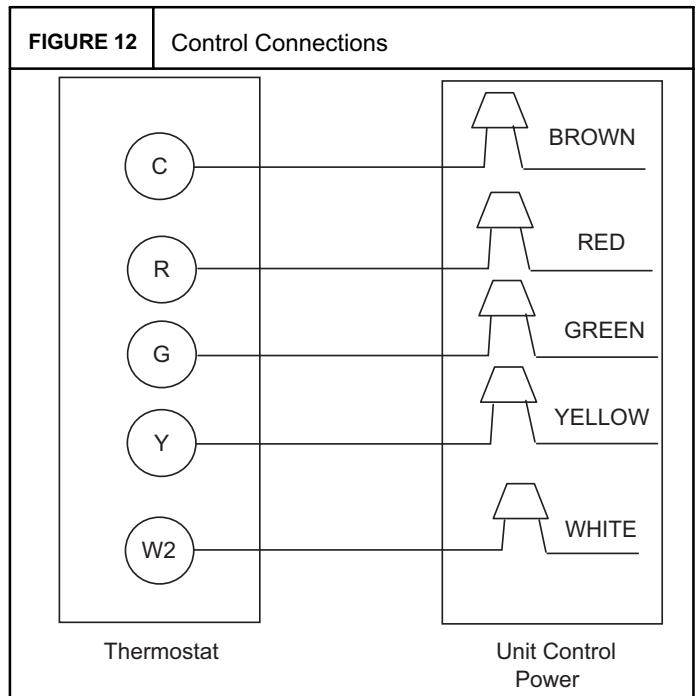 FIGURE 12 Control Connections
C BROWN
R RED
G GREEN
Y YELLOW
W2 WHITE
Thermostat Unit Control
Power